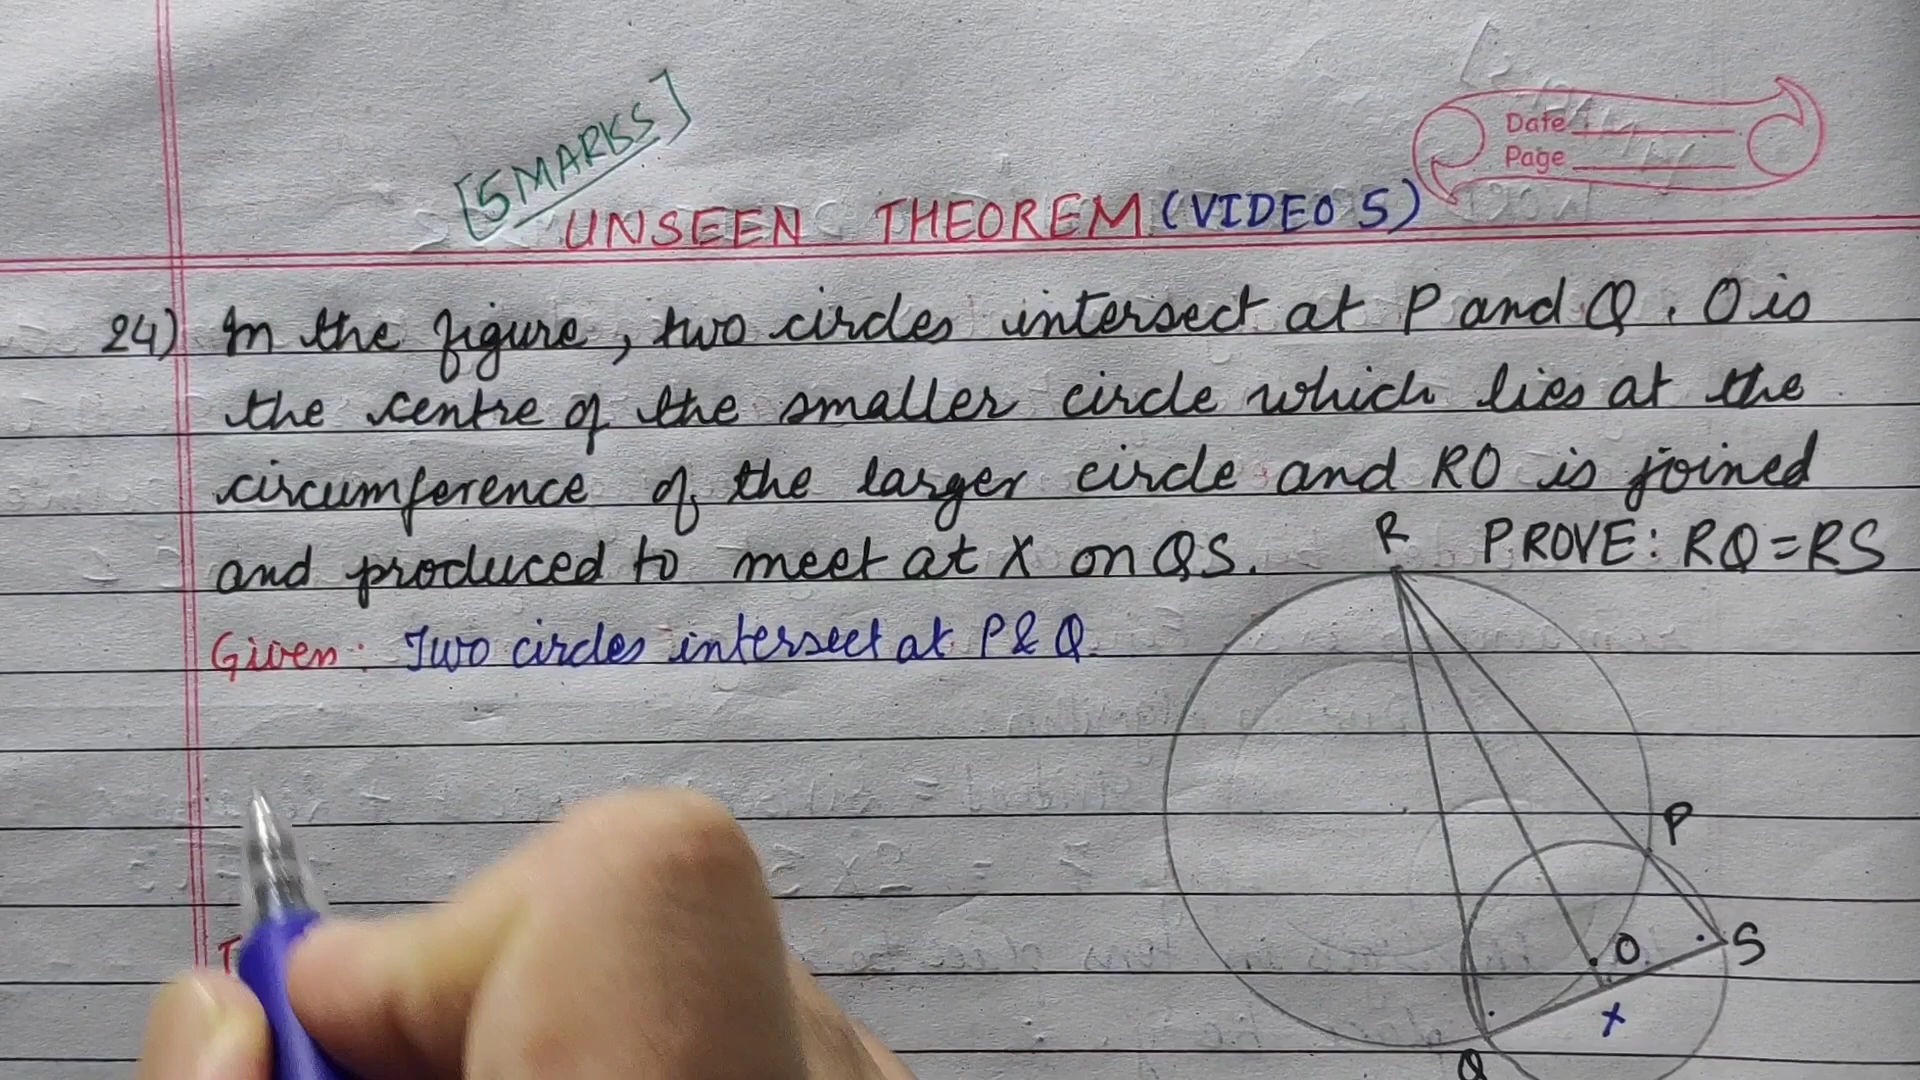 [5 MARKS]
Date
Page
UNSEEN THEOREM (VIDEO 5)
24) In the figure, two circles intersect at P and Q. O is
the centre of the smaller circle which lies at the
circumference of the larger circle and RO is joined
and produced to meet at X on QS.
PROVE: RQ = RS
Given: Two circles intersect at P & Q.
R
P
O
S
X
Q
T